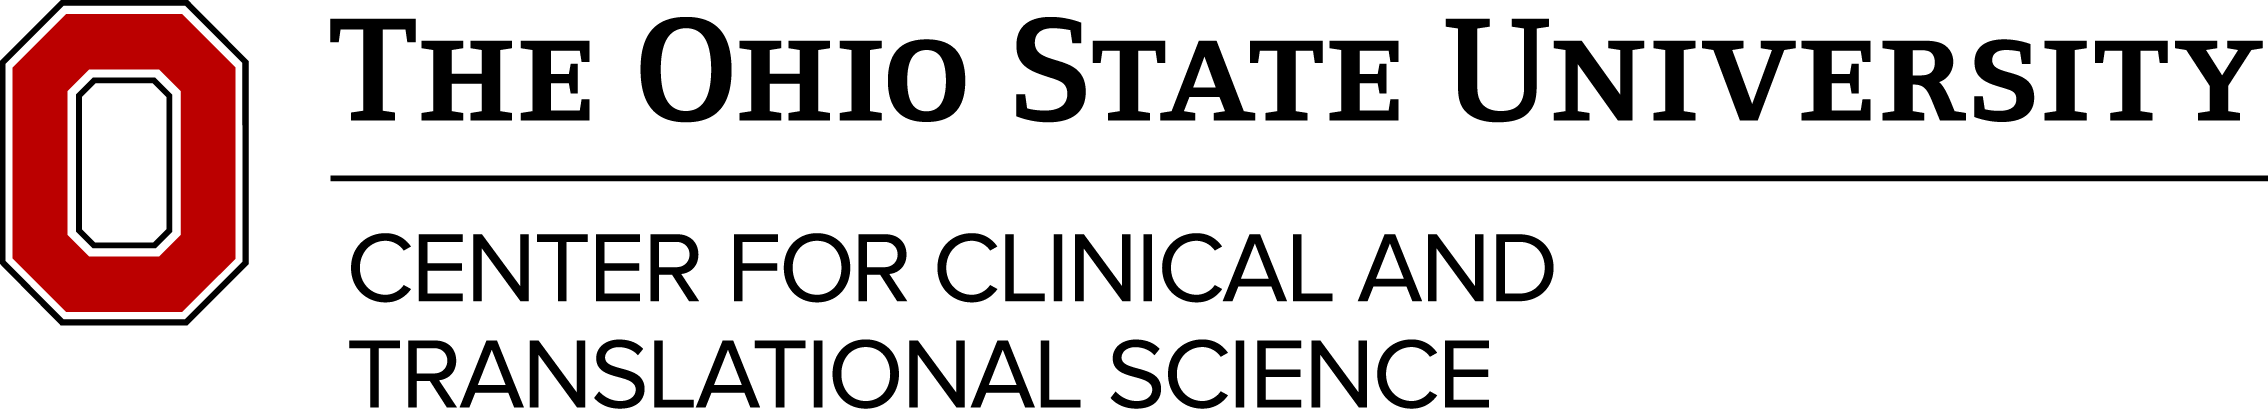 THE OHIO STATE UNIVERSITY
CENTER FOR CLINICAL AND
TRANSLATIONAL SCIENCE